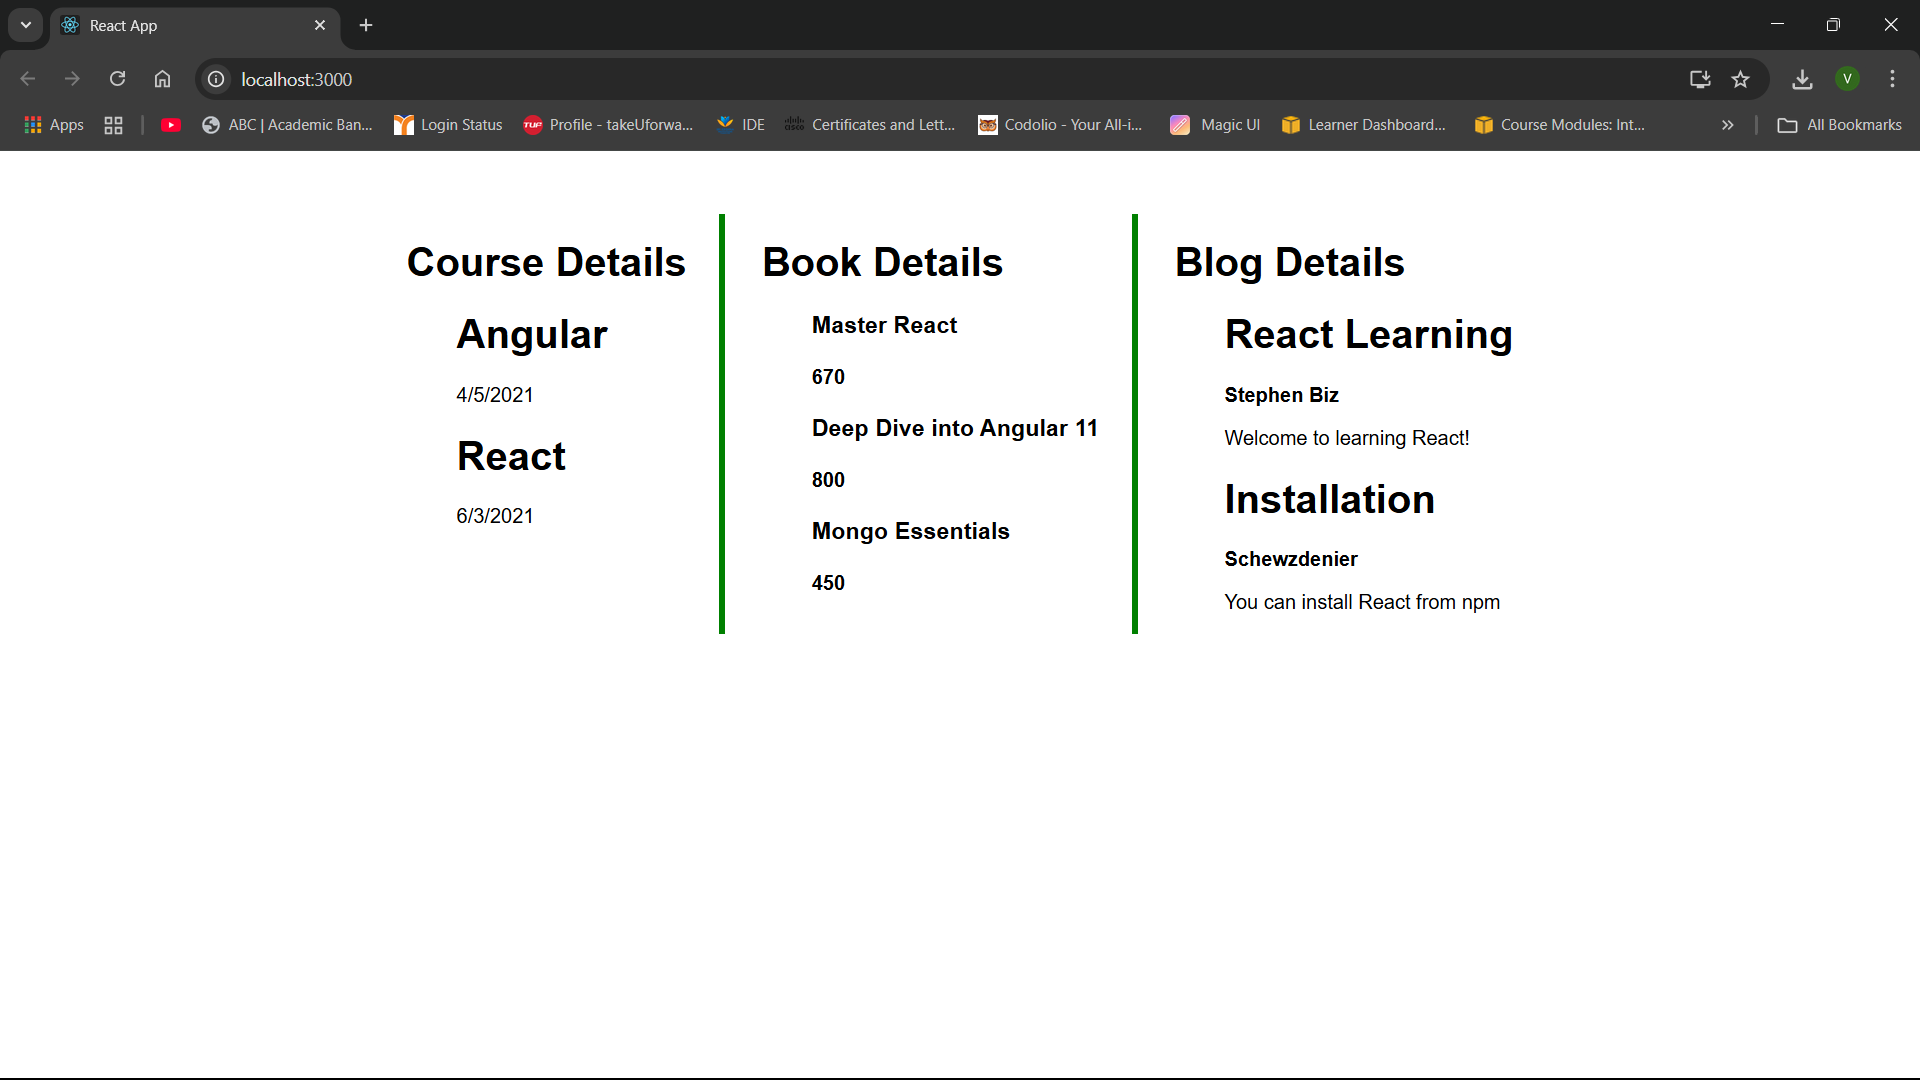 React App
localhost:3000
V
Apps
ABC | Academic Ban...
Login Status
TUF
Profile - takeUforwa...
IDE
cisco
Certificates and Lett...
Codolio - Your All-i...
Magic UI
Learner Dashboard...
Course Modules: Int...
All Bookmarks
Course Details
Angular
4/5/2021
React
6/3/2021
Book Details
Master React
670
Deep Dive into Angular 11
800
Mongo Essentials
450
Blog Details
React Learning
Stephen Biz
Welcome to learning React!
Installation
Schewzdenier
You can install React from npm